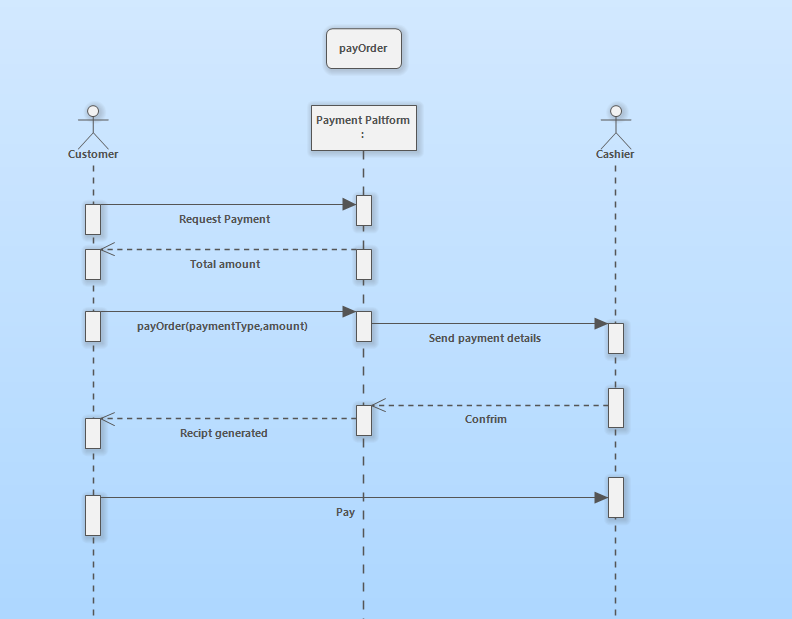 payOrder
Payment Paltform
:
Customer
Cashier
Request Payment
Total amount
payOrder(paymentType,amount)
Send payment details
Confrim
Recipt generated
Pay